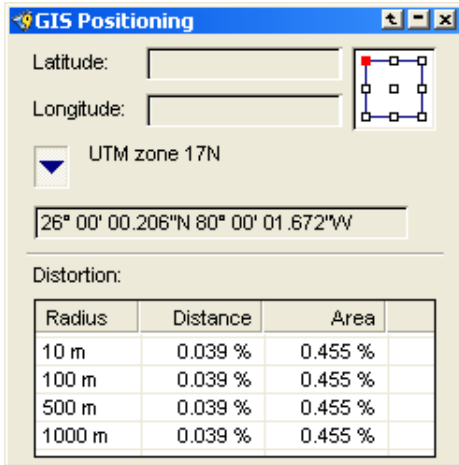 GIS Positioning
Latitude:
Longitude:
UTM zone 17N
26° 00' 00.206"N 80° 00' 01.672"W
Distortion:
Radius Distance Area
10 m 0.039 % 0.455 %
100 m 0.039 % 0.455 %
500 m 0.039 % 0.455 %
1000 m 0.039 % 0.455 %